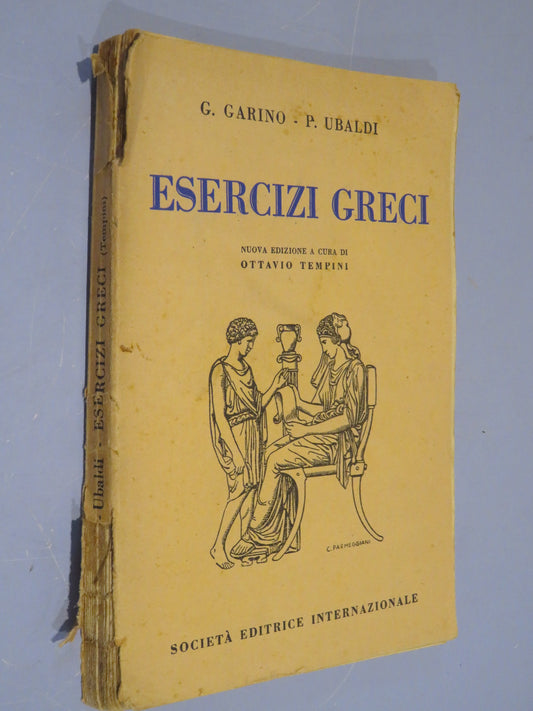 G. GARINO - P. UBALDI
ESERCIZI GRECI
NUOVA EDIZIONE A CURA DI
OTTAVIO TEMPINI
C. PARMEGGIANI
SOCIETÀ EDITRICE INTERNAZIONALE
- Ubaldi - ESERCIZI GRECI (Tempini)